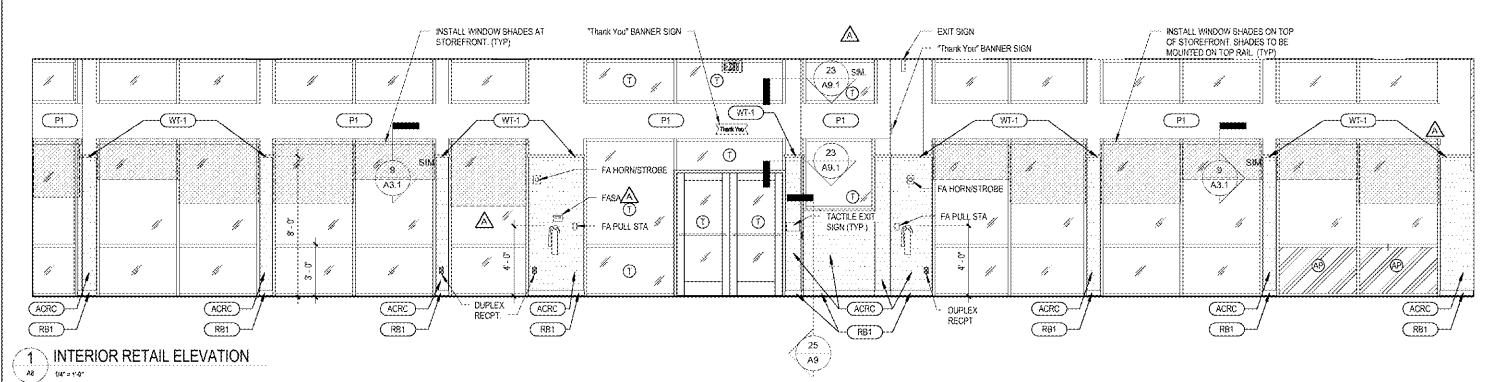 INSTALL WINDOW SHADES AT
STOREFRONT. (TYP)
"Thank You" BANNER SIGN
A
EXIT SIGN
"Thank You" BANNER SIGN
INSTALL WINDOW SHADES ON TOP
OF STOREFRONT. SHADES TO BE
MOUNTED ON TOP RAIL (TYP)
T
T
23
A9.1
SIM.
T
P1
WT-1
P1
WT-1
P1
WT-1
P1
WT-1
P1
WT-1
A
Thank You
T
SIM
9
A3.1
23
A9.1
9
A3.1
SIM
FA HORN/STROBE
FA HORN/STROBE
FASA
A
T
T
T
T
A
FA PULL STA
TACTILE EXIT
SIGN (TYP.)
FA PULL STA
8'-0"
3'-0"
4'-0"
4'-0"
T
AP
AP
DUPLEX
RECPT.
DUPLEX
RECPT
ACRC
ACRC
ACRC
ACRC
ACRC
ACRC
ACRC
ACRC
RB1
RB1
RB1
RB1
RB1
RB1
RB1
RB1
25
A9
1
A8
INTERIOR RETAIL ELEVATION
1/4" = 1'-0"